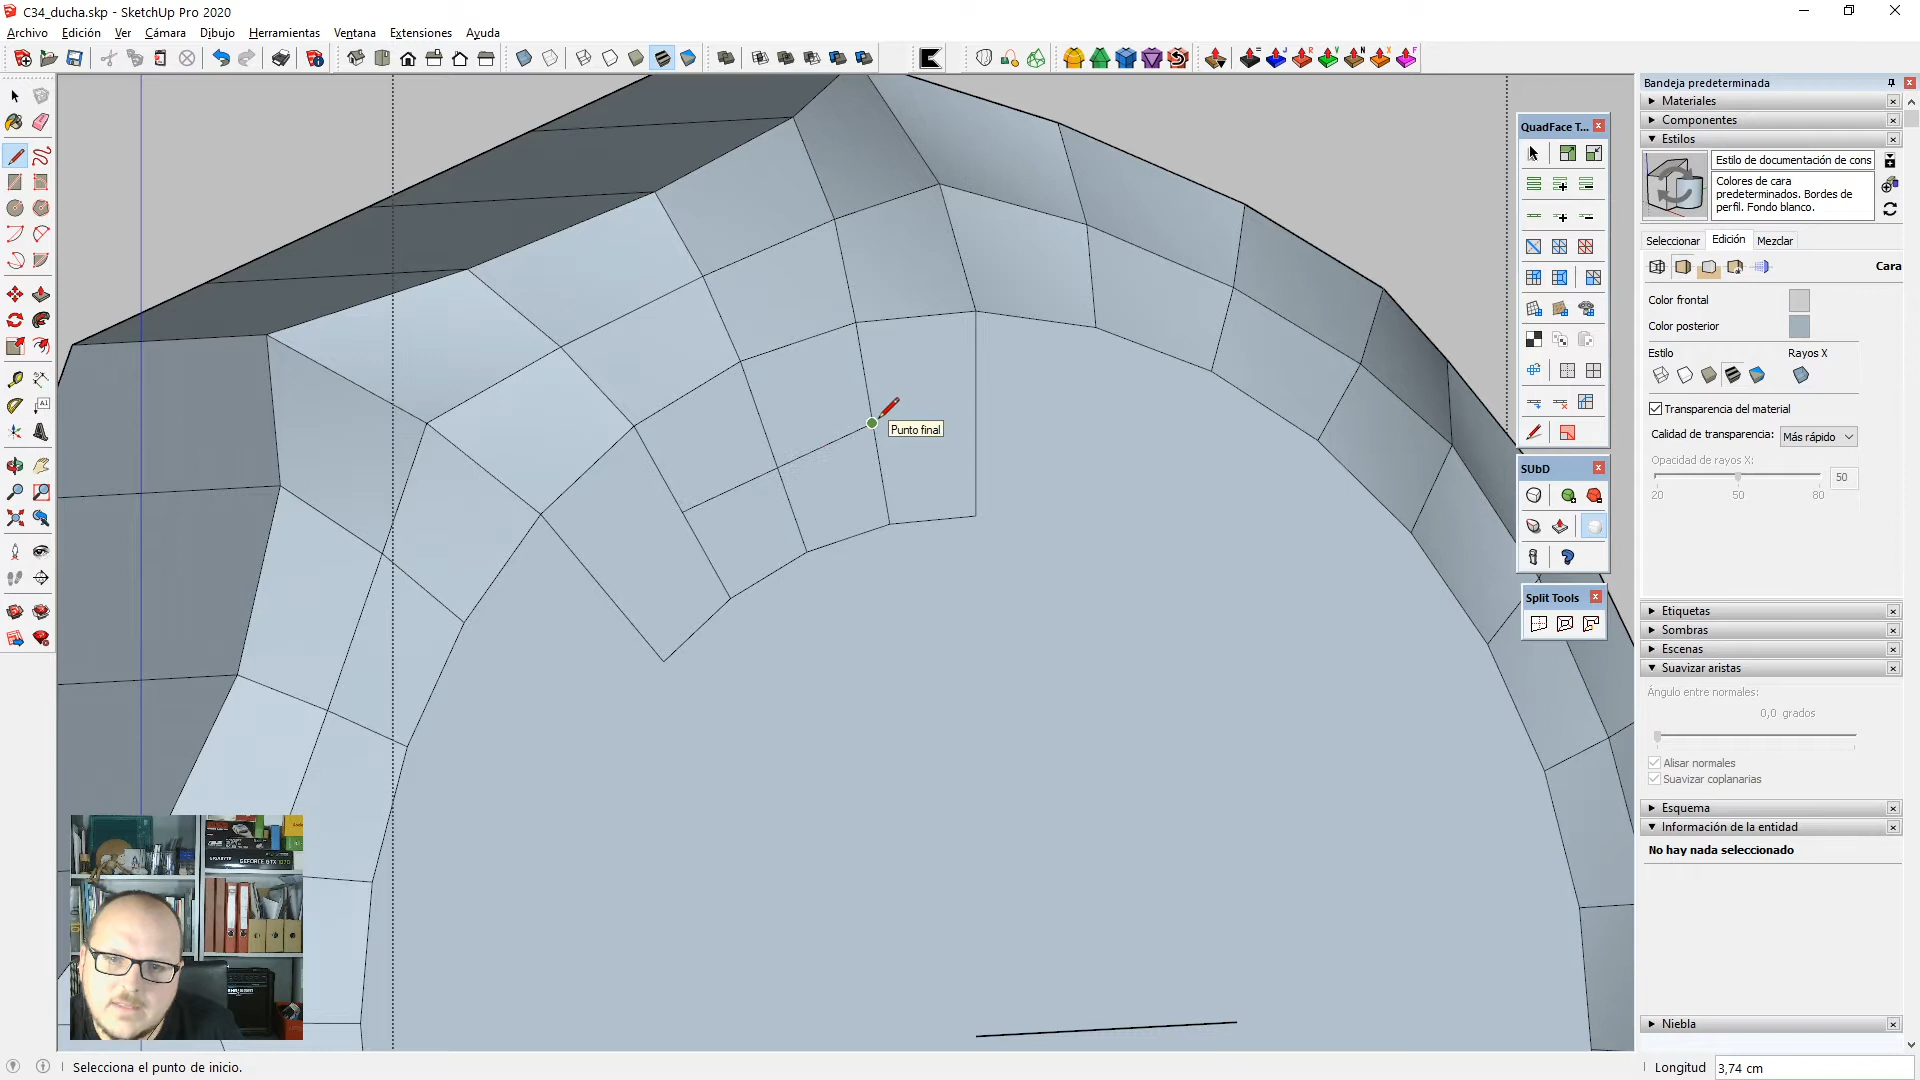 C34_ducha.skp - SketchUp Pro 2020
Archivo Edición Ver Cámara Dibujo Herramientas Ventana Extensiones Ayuda
Bandeja predeterminada
Materiales
Componentes
Estilos
Estilo de documentación de cons
Colores de cara
predeterminados. Bordes de
perfil. Fondo blanco.
Seleccionar Edición Mezclar
Cara
Color frontal
Color posterior
Estilo Rayos X
Transparencia del material
Calidad de transparencia: Más rápido
Opacidad de rayos X: 50
20 50 80
Etiquetas
Sombras
Escenas
Suavizar aristas
Ángulo entre normales:
0,0 grados
Alisar normales
Suavizar coplanarias
Esquema
Información de la entidad
No hay nada seleccionado
Niebla
QuadFace T...
SUbD
Split Tools
Punto final
GEFORCE GTX 1070
Selecciona el punto de inicio.
Longitud 3,74 cm